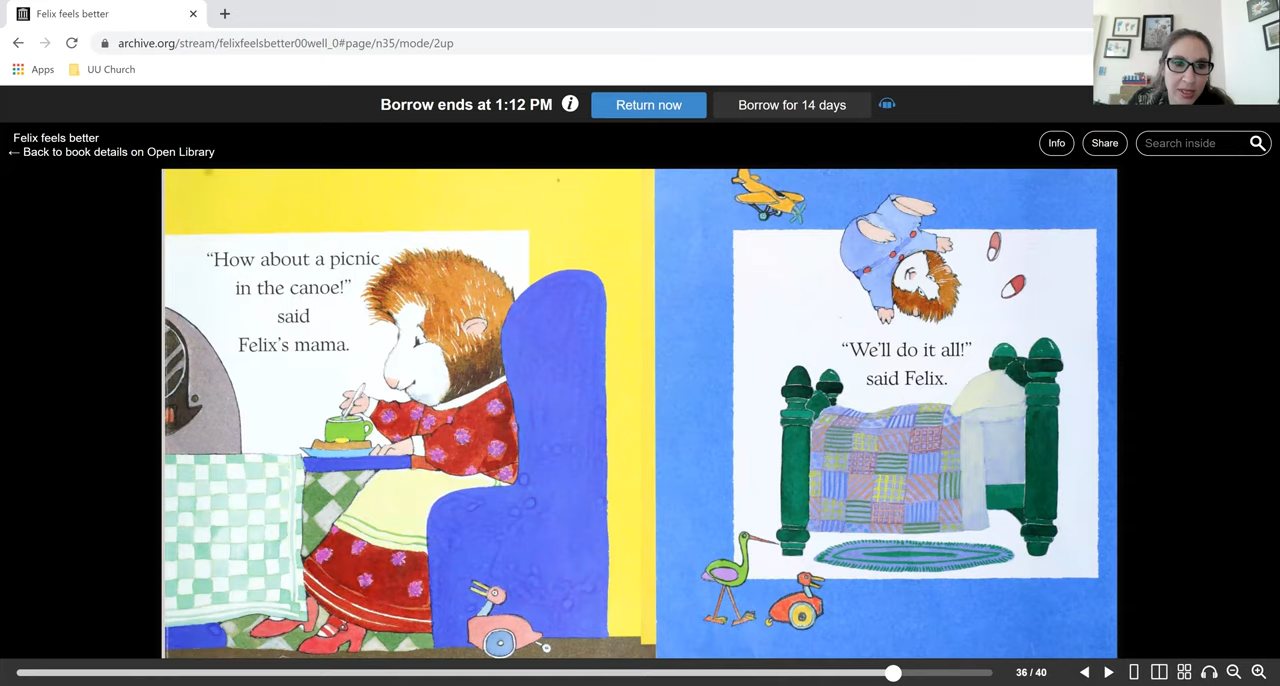 Felix feels better
archive.org/stream/felixfeelsbetter00well_0#page/n35/mode/2up
Apps
UU Church
Borrow ends at 1:12 PM
Return now
Borrow for 14 days
Felix feels better
← Back to book details on Open Library
Info
Share
Search inside
“How about a picnic
in the canoe!”
said
Felix’s mama.
“We’ll do it all!”
said Felix.
36 / 40